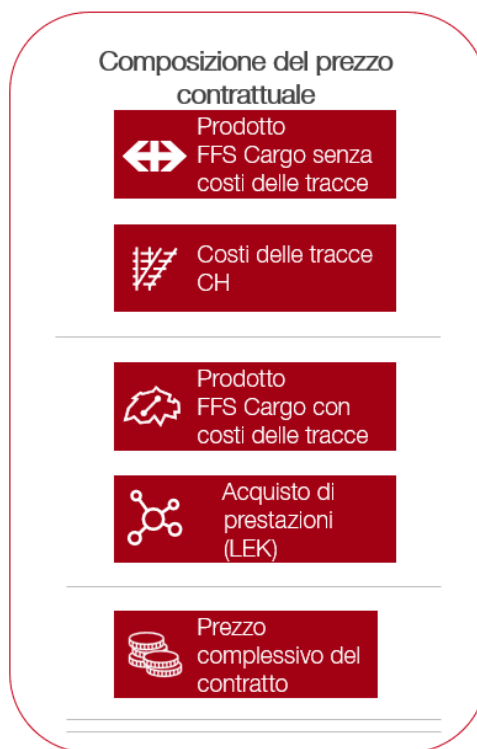 Composizione del prezzo
contrattuale
Prodotto
FFS Cargo senza
costi delle tracce
Costi delle tracce
CH
Prodotto
FFS Cargo con
costi delle tracce
Acquisto di
prestazioni
(LEK)
Prezzo
complessivo del
contratto